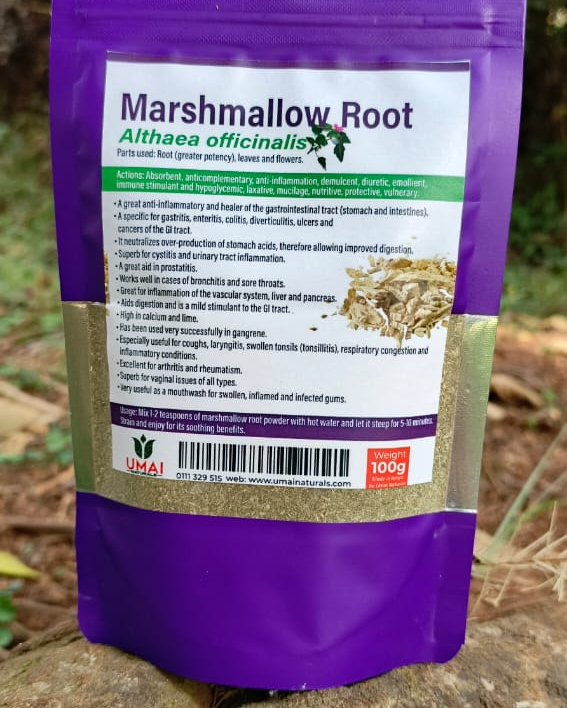 Marshmallow Root
Althaea officinalis
Parts used: Root (greater potency), leaves and flowers.
Actions: Absorbent, anticomplementary, anti-inflammation, demulcent, diuretic, emollient,
immune stimulant and hypoglycemic, laxative, mucilage, nutritive, protective, vulnerary.
•A great anti-inflammatory and healer of the gastrointestinal tract (stomach and intestines).
•A specific for gastritis, enteritis, colitis, diverticulitis, ulcers and
cancers of the GI tract.
•It neutralizes over-production of stomach acids, therefore allowing improved digestion.
•Superb for cystitis and urinary tract inflammation.
•A great aid in prostatitis.
•Works well in cases of bronchitis and sore throats.
•Great for inflammation of the vascular system, liver and pancreas.
•Aids digestion and is a mild stimulant to the GI tract.
•High in calcium and lime.
•Has been used very successfully in gangrene.
•Especially useful for coughs, laryngitis, swollen tonsils (tonsillitis), respiratory congestion and
inflammatory conditions.
•Excellent for arthritis and rheumatism.
•Superb for vaginal issues of all types.
•Very useful as a mouthwash for swollen, inflamed and infected gums.
Usage: Mix 1-2 teaspoons of marshmallow root powder with hot water and let it steep for 5-10 minutes.
Strain and enjoy for its soothing benefits.
UMAI
0111 329 515 web: www.umainaturals.com
Weight
100g
Made in Kenya